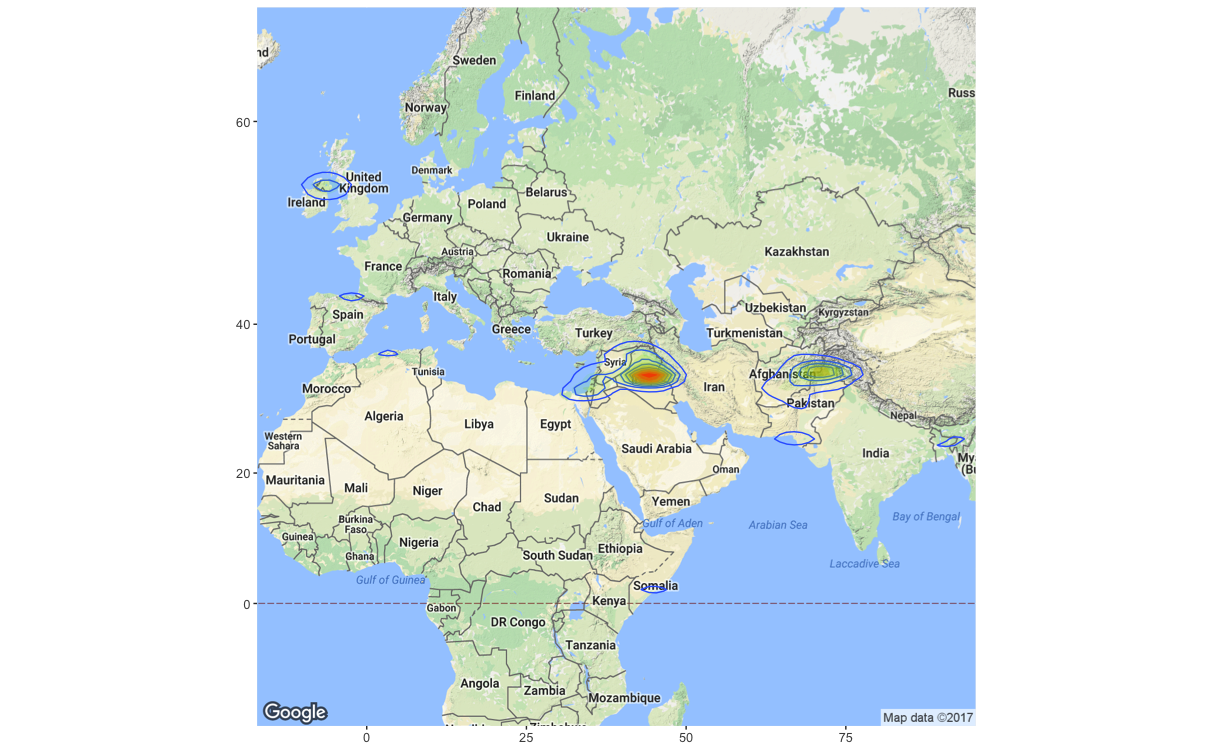 nd
Sweden
Finland
Norway
Russ
60
Denmark
United
Kingdom
Ireland
Belarus
Poland
Germany
Ukraine
Austria
Kazakhstan
France
Romania
Italy
Uzbekistan
Kyrgyzstan
Spain
40
Greece
Turkey
Turkmenistan
Portugal
Syria
Tunisia
Afghanistan
Morocco
Iran
Pakistan
Algeria
Nepal
Libya
Egypt
Western
Sahara
Saudi Arabia
India
My
(Bu
Oman
20
Mauritania
Mali
Niger
Chad
Sudan
Yemen
Burkina
Faso
Gulf of Aden
Arabian Sea
Bay of Bengal
Guinea
Nigeria
Ethiopia
Ghana
South Sudan
Laccadive Sea
Gulf of Guinea
Somalia
0
Gabon
Kenya
DR Congo
Tanzania
Angola
Zambia
Mozambique
Google
Map data ©2017
Zimbabwe
0
25
50
75